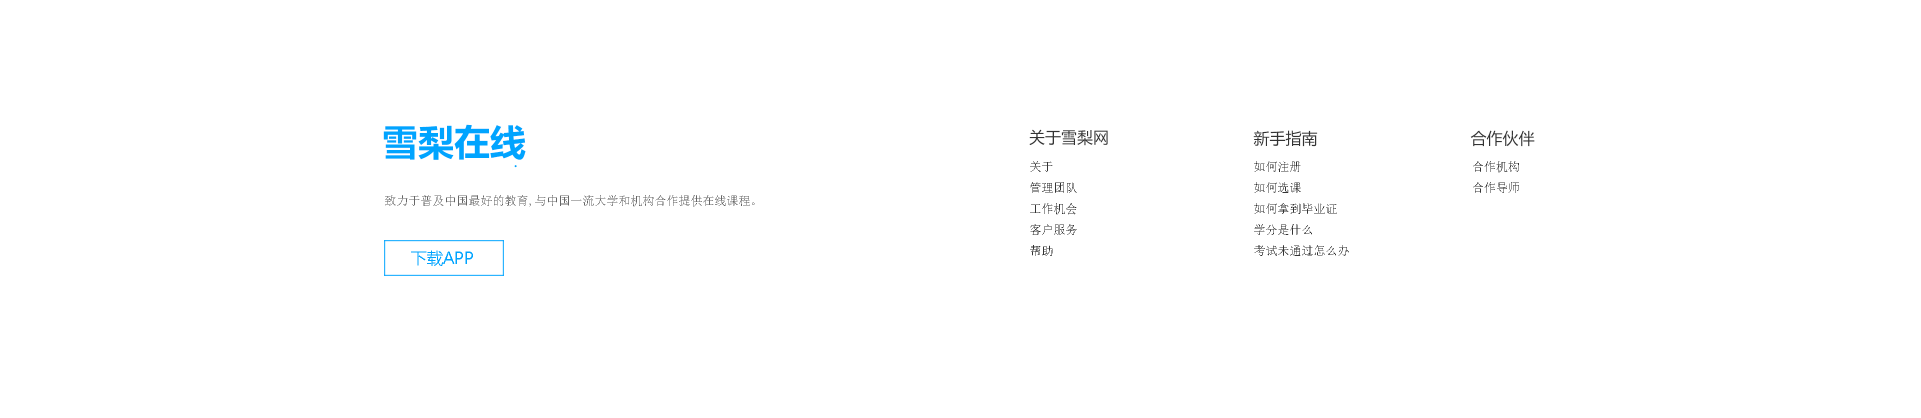 雪梨在线
致力于普及中国最好的教育,与中国一流大学和机构合作提供在线课程。
下载APP
关于雪梨网
关于
管理团队
工作机会
客户服务
帮助
新手指南
如何注册
如何选课
如何拿到毕业证
学分是什么
考试未通过怎么办
合作伙伴
合作机构
合作导师